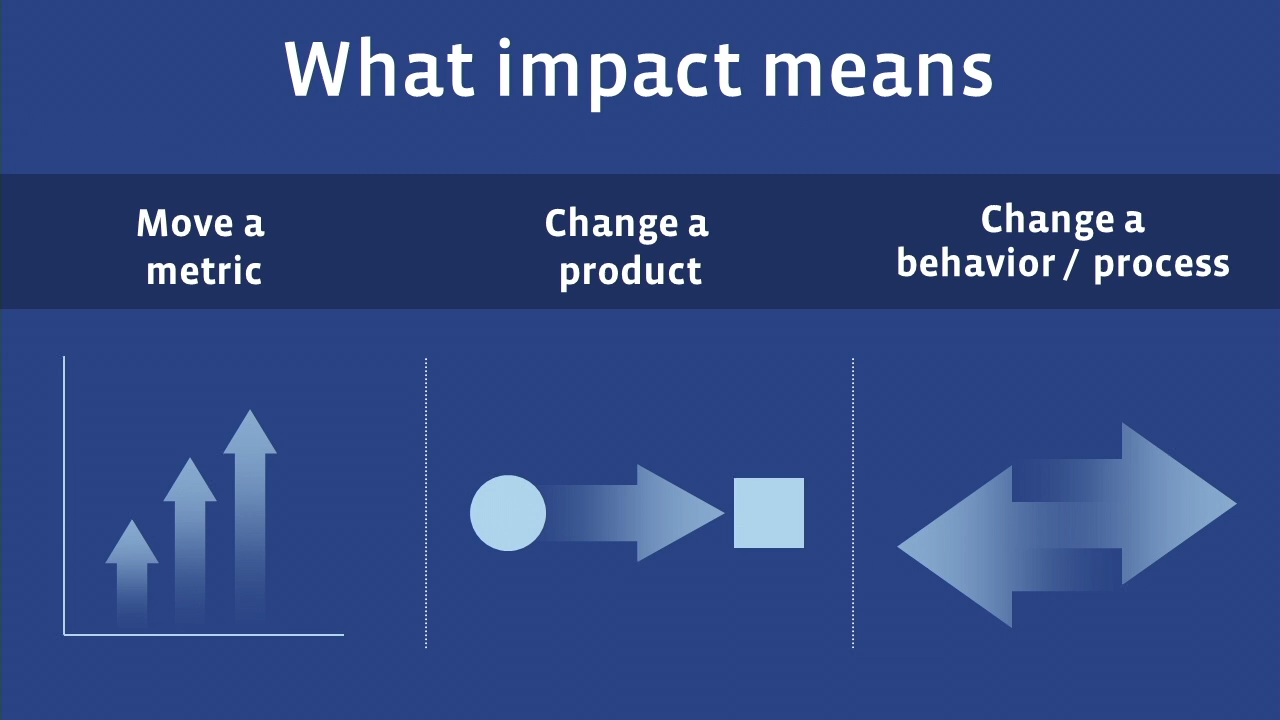 What impact means
Move a
metric
Change a
product
Change a
behavior / process